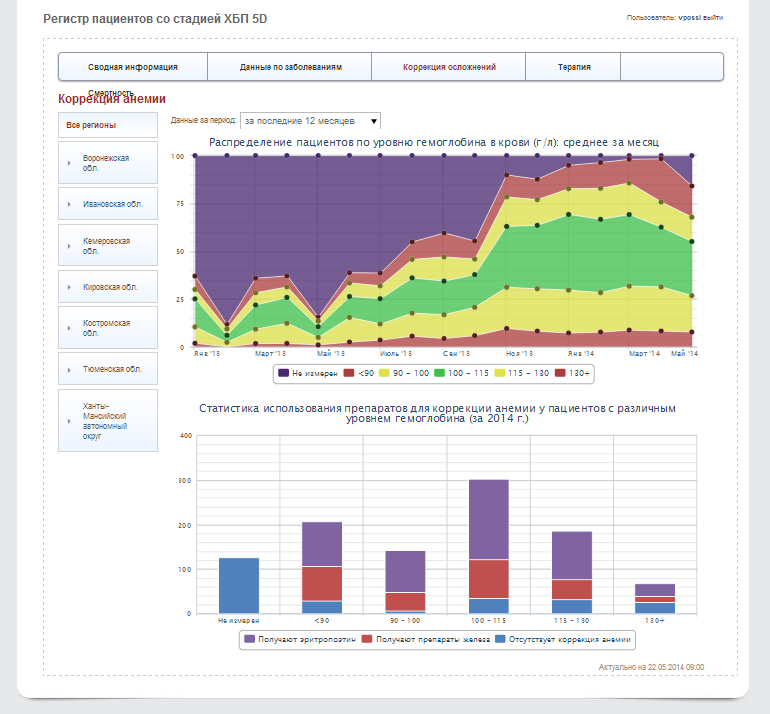 Регистр пациентов со стадией ХБП 5D
Пользователь: vpossl выйти
Сводная информация
Данные по заболеваниям
Коррекция осложнений
Терапия
Смертность
Коррекция анемии
Все регионы
Воронежская
обл.
Ивановская обл.
Кемеровская
обл.
Кировская обл.
Костромская
обл.
Тюменская обл.
Ханты-
Мансийский
автономный
округ
Данные за период: за последние 12 месяцев
Распределение пациентов по уровню гемоглобина в крови (г/л): среднее за месяц
100
75
50
25
0
Янв '13 Март '13 Май '13 Июль '13 Сен '13 Ноя '13 Янв '14 Март '14 Май '14
Не измерен <90 90 - 100 100 - 115 115 - 130 130+
Статистика использования препаратов для коррекции анемии у пациентов с различным
уровнем гемоглобина (за 2014 г.)
400
300
200
100
0
Не измерен <90 90 - 100 100 - 115 115 - 130 130+
Получают эритропоэтин Получают препараты железа Отсутствует коррекция анемии
Актуально на 22.05.2014 09:00